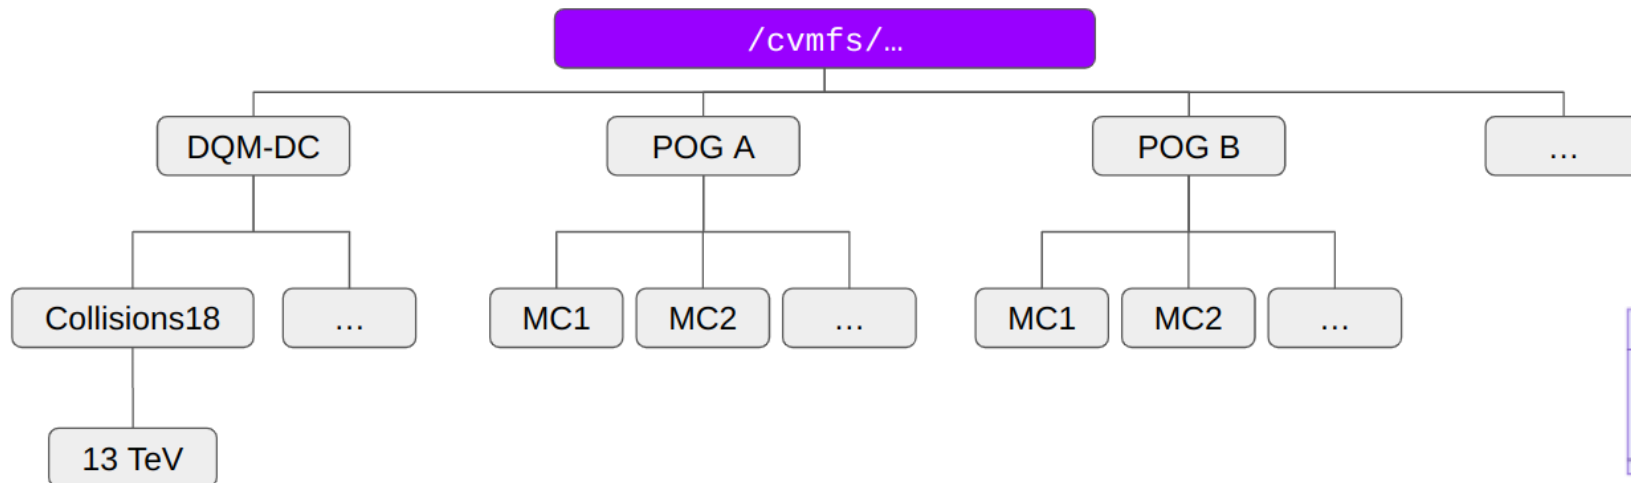 /cvmfs/…
DQM-DC
POG A
POG B
…
Collisions18
…
MC1
MC2
…
MC1
MC2
…
13 TeV